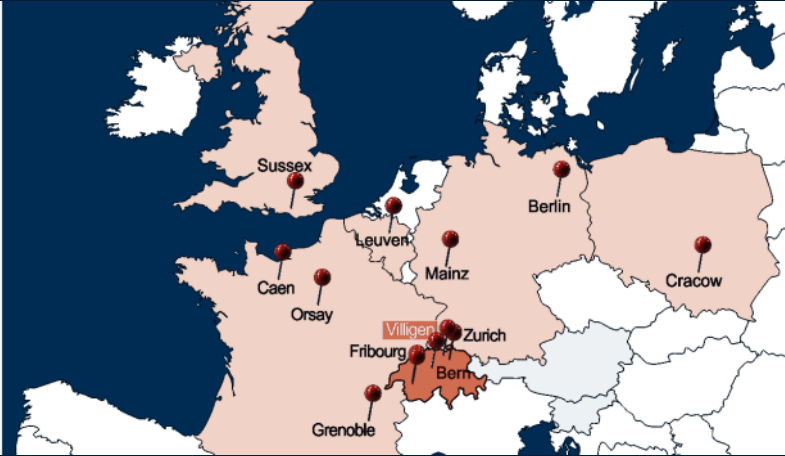 Sussex
Berlin
Leuven
Mainz
Cracow
Caen
Orsay
Villigen
Zurich
Fribourg
Bern
Grenoble